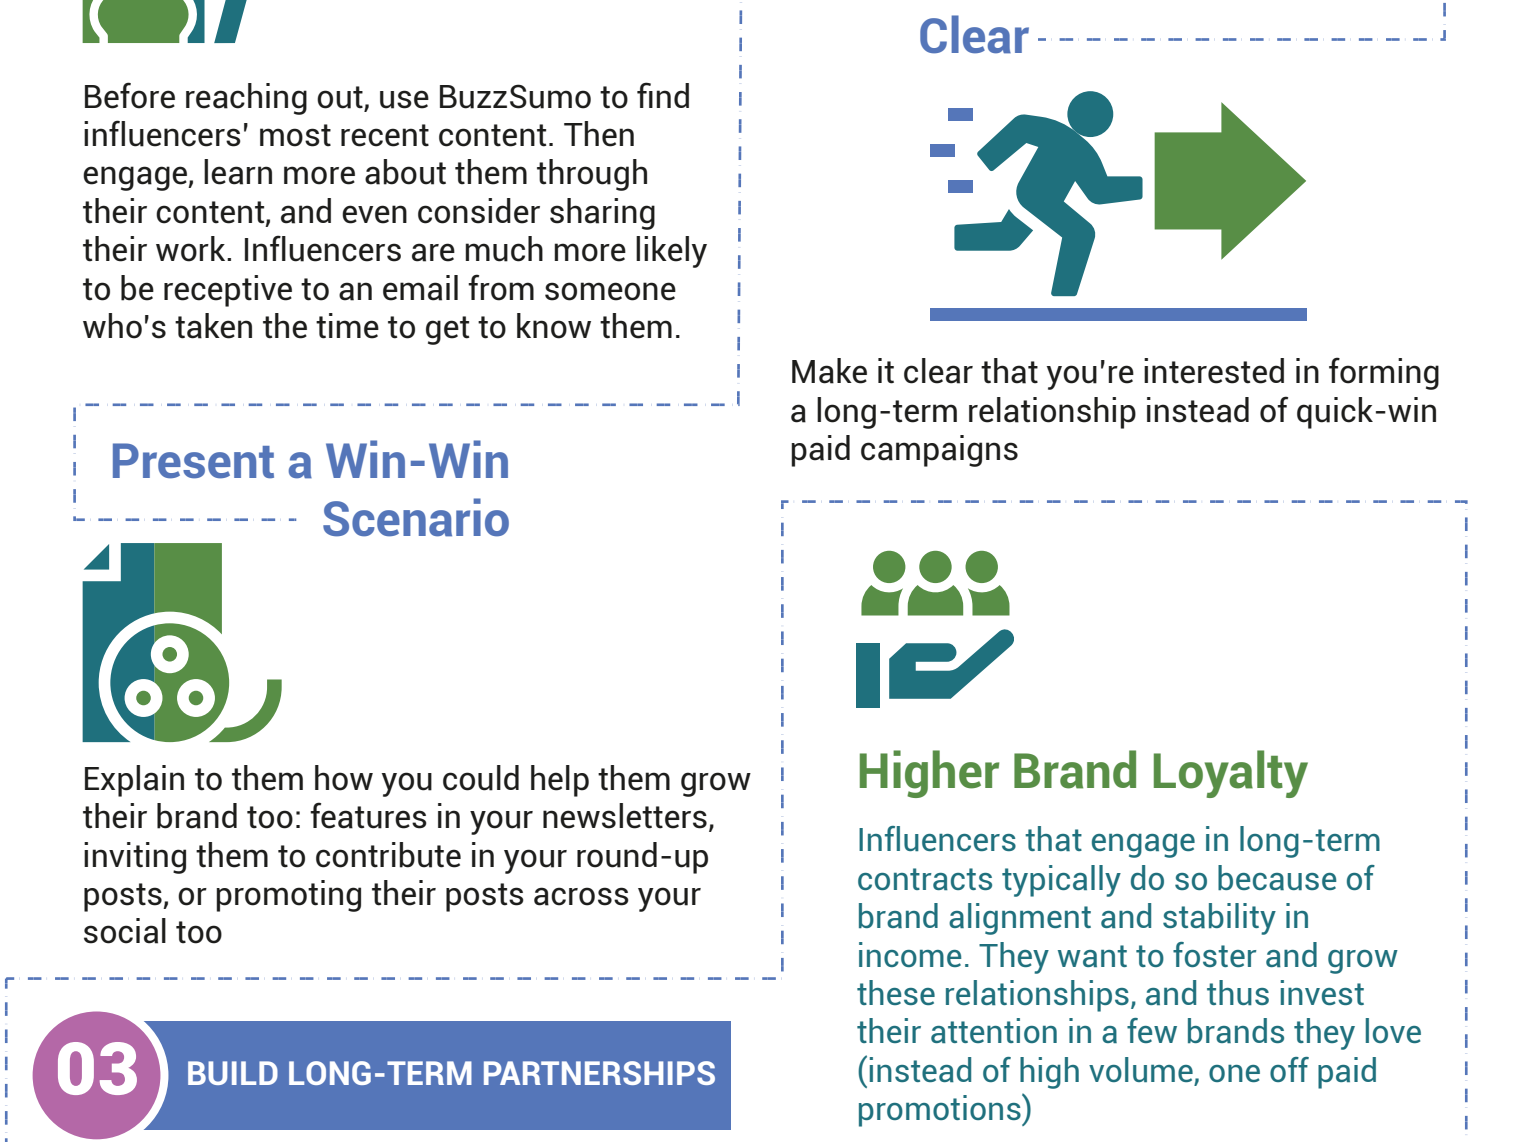 Before reaching out, use BuzzSumo to find
influencers' most recent content. Then
engage, learn more about them through
their content, and even consider sharing
their work. Influencers are much more likely
to be receptive to an email from someone
who's taken the time to get to know them.
Present a Win-Win
Scenario
Explain to them how you could help them grow
their brand too: features in your newsletters,
inviting them to contribute in your round-up
posts, or promoting their posts across your
social too
03
BUILD LONG-TERM PARTNERSHIPS
Clear
Make it clear that you're interested in forming
a long-term relationship instead of quick-win
paid campaigns
Higher Brand Loyalty
Influencers that engage in long-term
contracts typically do so because of
brand alignment and stability in
income. They want to foster and grow
these relationships, and thus invest
their attention in a few brands they love
(instead of high volume, one off paid
promotions)